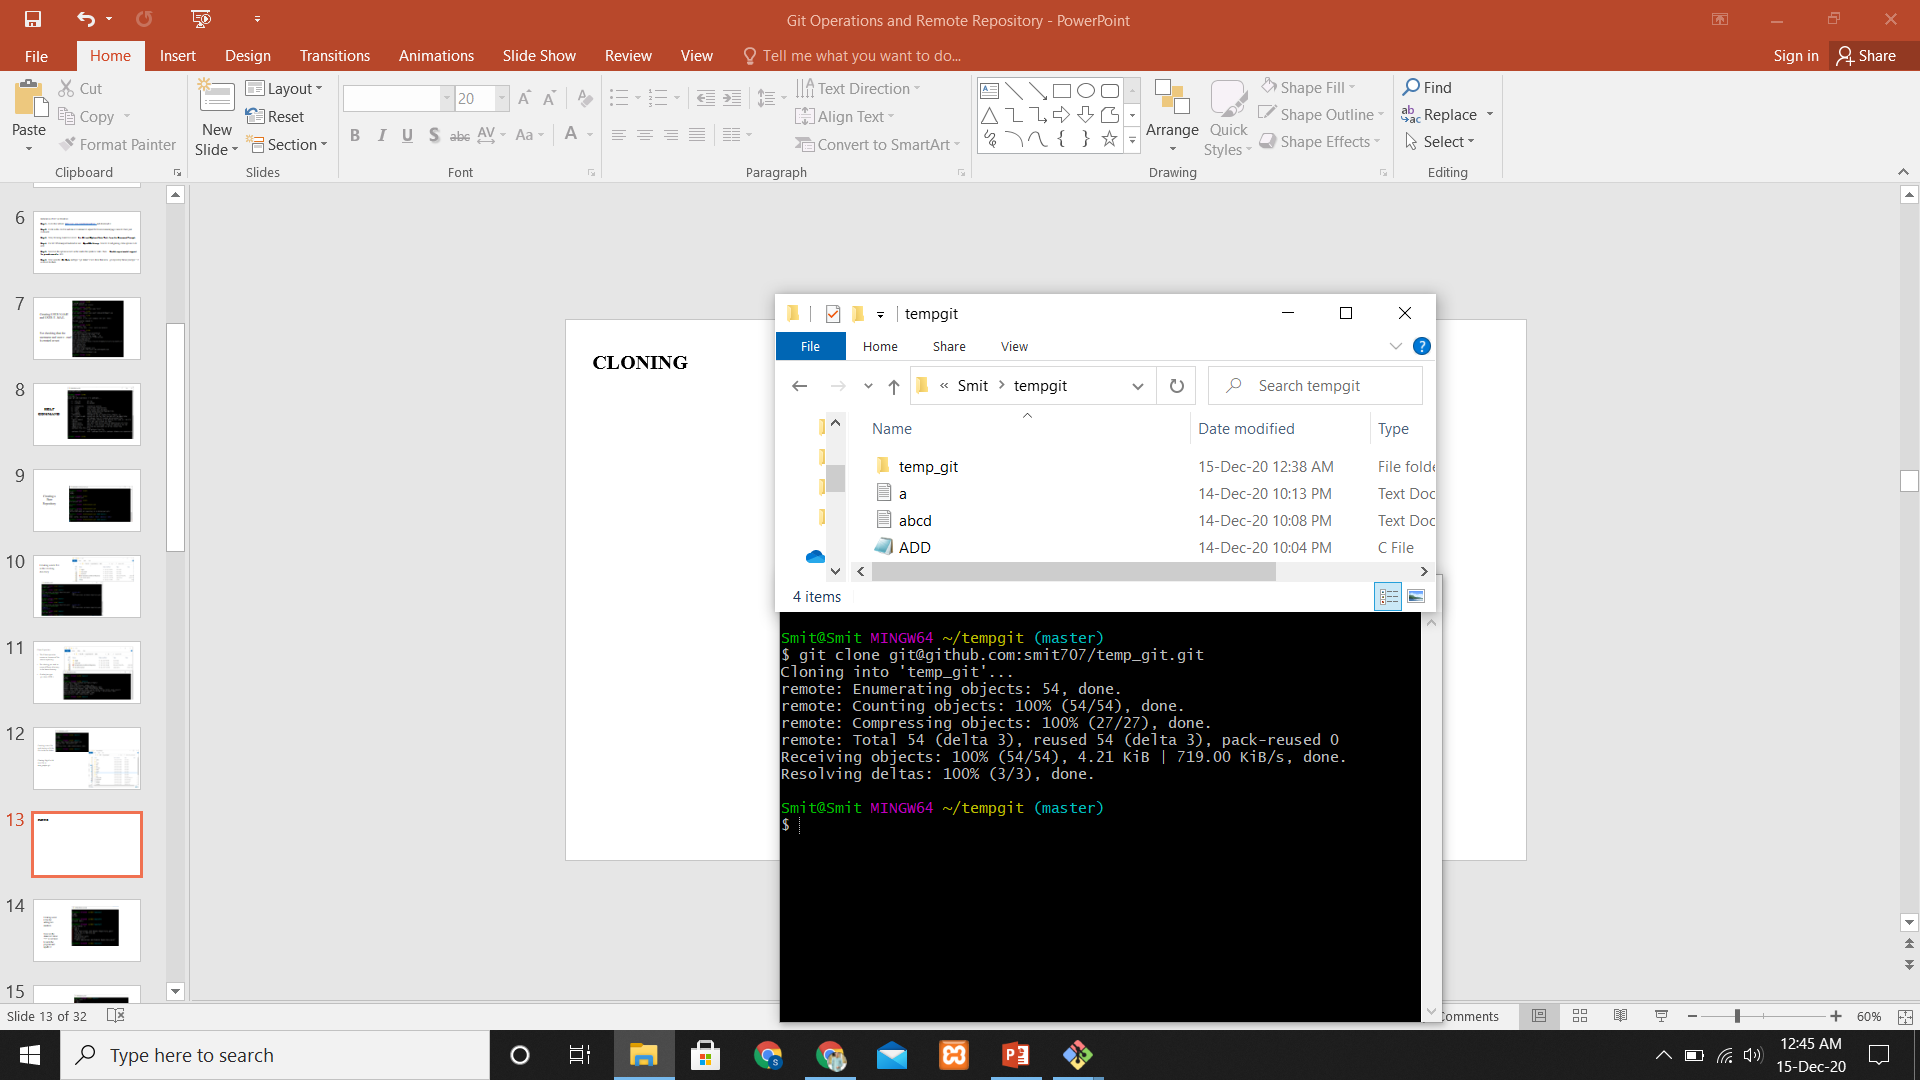 Git Operations and Remote Repository - PowerPoint
File
Home
Insert
Design
Transitions
Animations
Slide Show
Review
View
Tell me what you want to do...
Sign in
Share
Paste
Cut
Copy
Format Painter
Clipboard
New Slide
Layout
Reset
Section
Slides
20
B I U S abc AV Aa A
Font
Text Direction
Align Text
Convert to SmartArt
Paragraph
Arrange
Quick Styles
Shape Fill
Shape Outline
Shape Effects
Drawing
Find
Replace
Select
Editing
6
7
8
9
10
11
12
13
14
15
CLONING
tempgit
File
Home
Share
View
« Smit > tempgit
Search tempgit
Name Date modified Type
temp_git 15-Dec-20 12:38 AM File folde
a 14-Dec-20 10:13 PM Text Doc
abcd 14-Dec-20 10:08 PM Text Doc
ADD 14-Dec-20 10:04 PM C File
4 items
Smit@Smit MINGW64 ~/tempgit (master)
$ git clone git@github.com:smit707/temp_git.git
Cloning into 'temp_git'...
remote: Enumerating objects: 54, done.
remote: Counting objects: 100% (54/54), done.
remote: Compressing objects: 100% (27/27), done.
remote: Total 54 (delta 3), reused 54 (delta 3), pack-reused 0
Receiving objects: 100% (54/54), 4.21 KiB | 719.00 KiB/s, done.
Resolving deltas: 100% (3/3), done.
Smit@Smit MINGW64 ~/tempgit (master)
$
Slide 13 of 32
omments
60%
Type here to search
12:45 AM
15-Dec-20